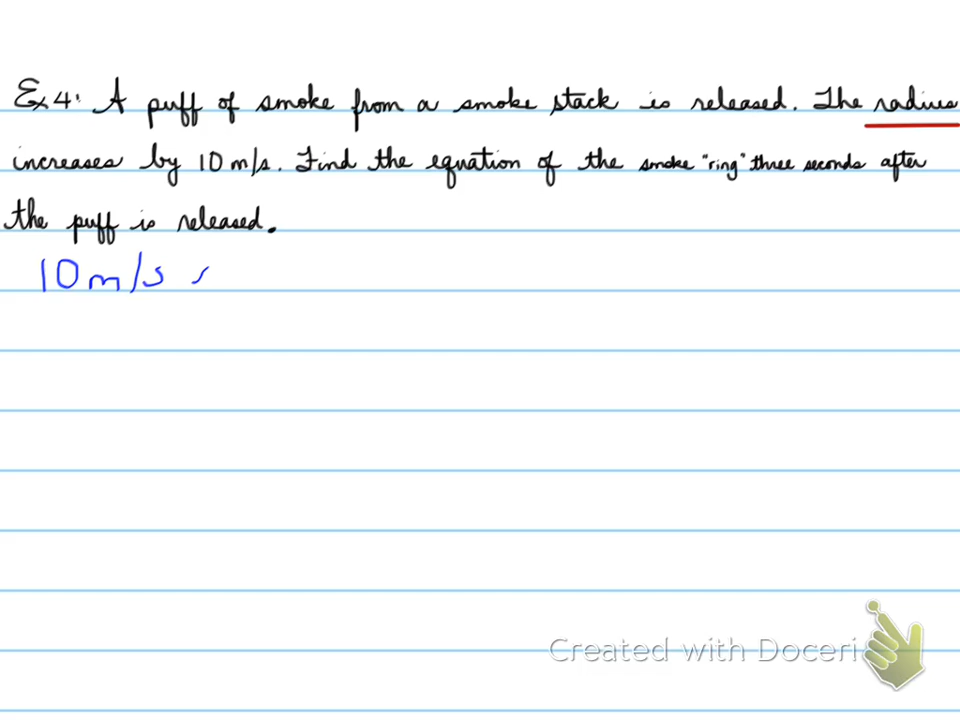 Ex 4: A puff of smoke from a smoke stack is released. The radius
increases by 10 m/s. Find the equation of the smoke "ring" three seconds after
the puff is released.
10 m/s
Created with Doceri